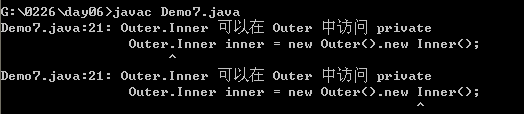 G:\0226\day06>javac Demo7.java
Demo7.java:21: Outer.Inner 可以在 Outer 中访问 private
Outer.Inner inner = new Outer().new Inner();
^
Demo7.java:21: Outer.Inner 可以在 Outer 中访问 private
Outer.Inner inner = new Outer().new Inner();
^